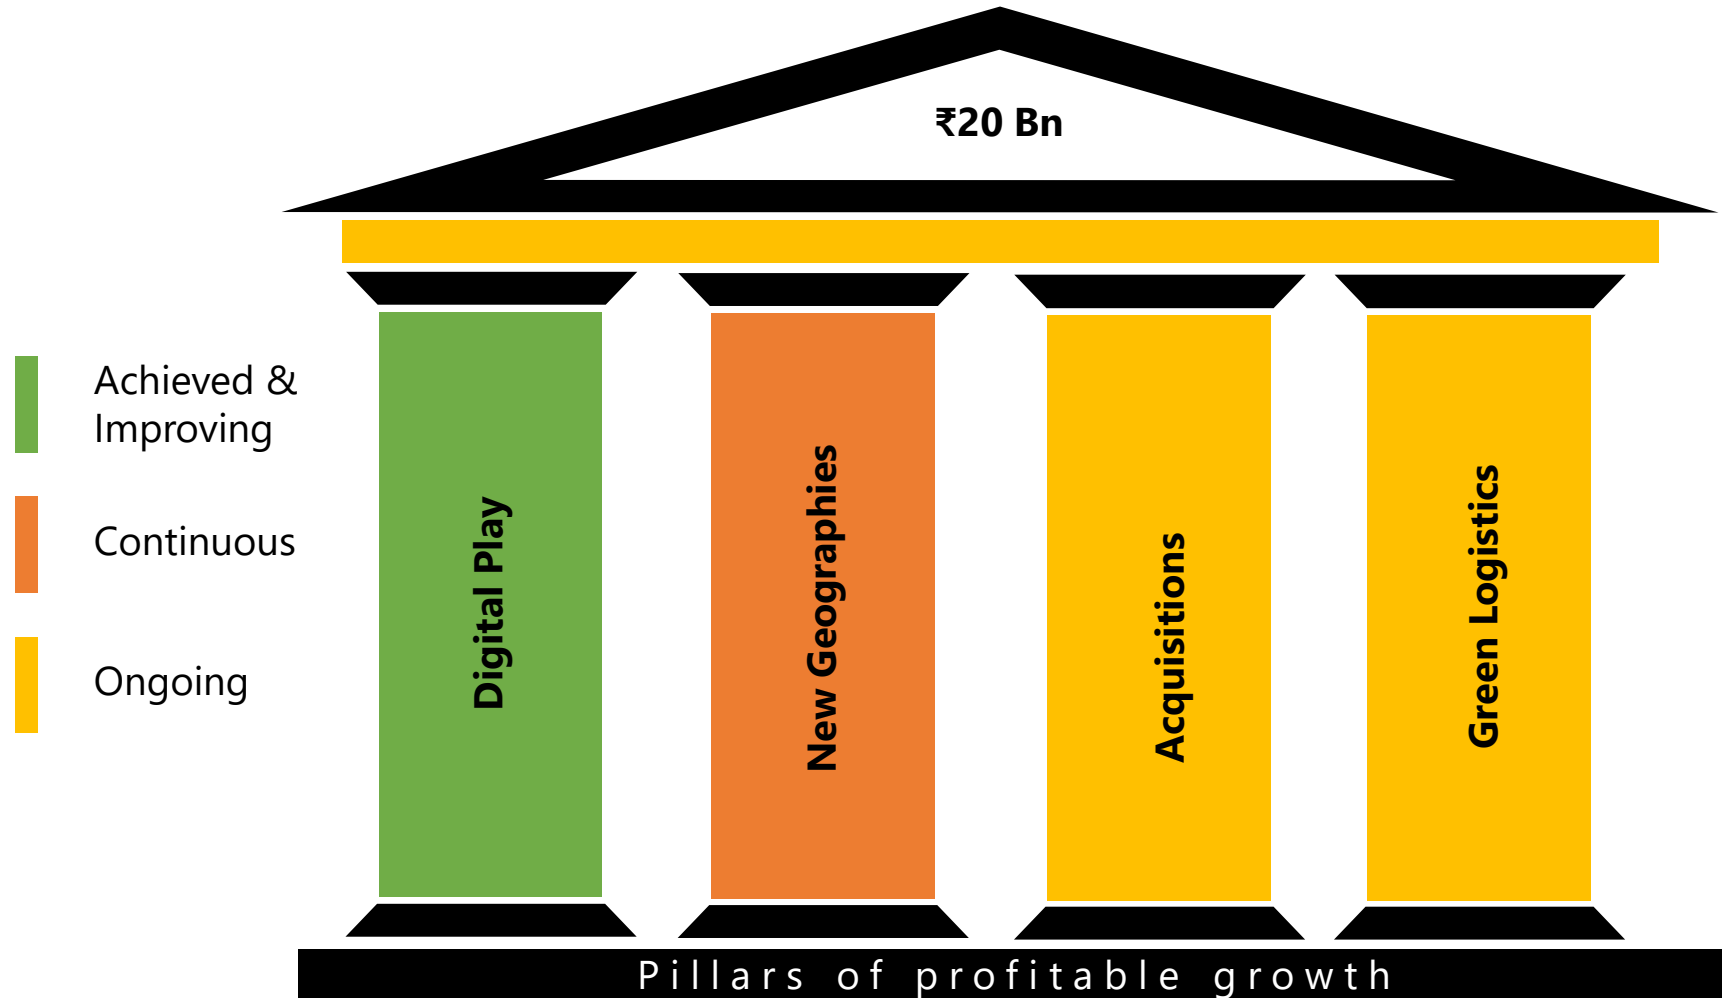 ₹20 Bn
Achieved &
Improving
Continuous
Ongoing
Digital Play
New Geographies
Acquisitions
Green Logistics
Pillars of profitable growth